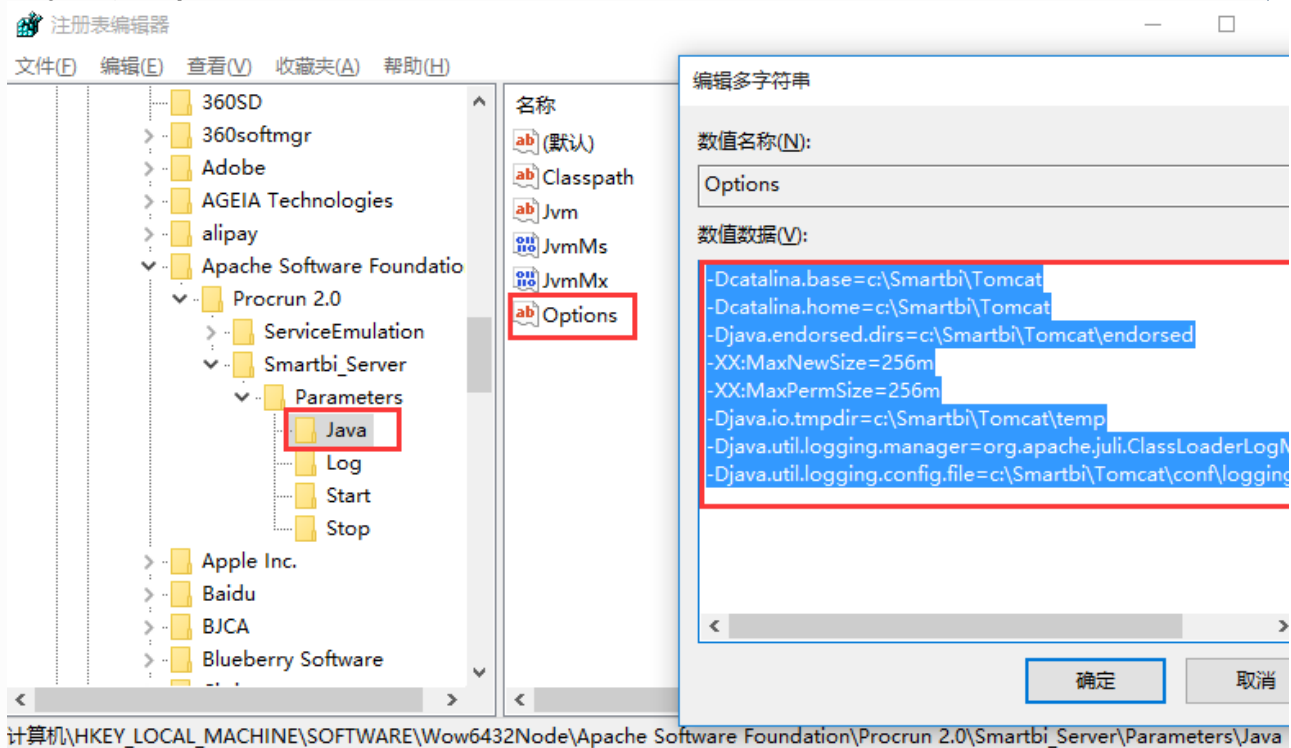 注册表编辑器
文件(F) 编辑(E) 查看(V) 收藏夹(A) 帮助(H)
360SD
360softmgr
Adobe
AGEIA Technologies
alipay
Apache Software Foundatio
Procrun 2.0
ServiceEmulation
Smartbi_Server
Parameters
Java
Log
Start
Stop
Apple Inc.
Baidu
BJCA
Blueberry Software
名称
(默认)
Classpath
Jvm
JvmMs
JvmMx
Options
编辑多字符串
数值名称(N):
Options
数值数据(V):
-Dcatalina.base=c:\Smartbi\Tomcat
-Dcatalina.home=c:\Smartbi\Tomcat
-Djava.endorsed.dirs=c:\Smartbi\Tomcat\endorsed
-XX:MaxNewSize=256m
-XX:MaxPermSize=256m
-Djava.io.tmpdir=c:\Smartbi\Tomcat\temp
-Djava.util.logging.manager=org.apache.juli.ClassLoaderLogM
-Djava.util.logging.config.file=c:\Smartbi\Tomcat\conf\logging
确定 取消
计算机\HKEY_LOCAL_MACHINE\SOFTWARE\Wow6432Node\Apache Software Foundation\Procrun 2.0\Smartbi_Server\Parameters\Java